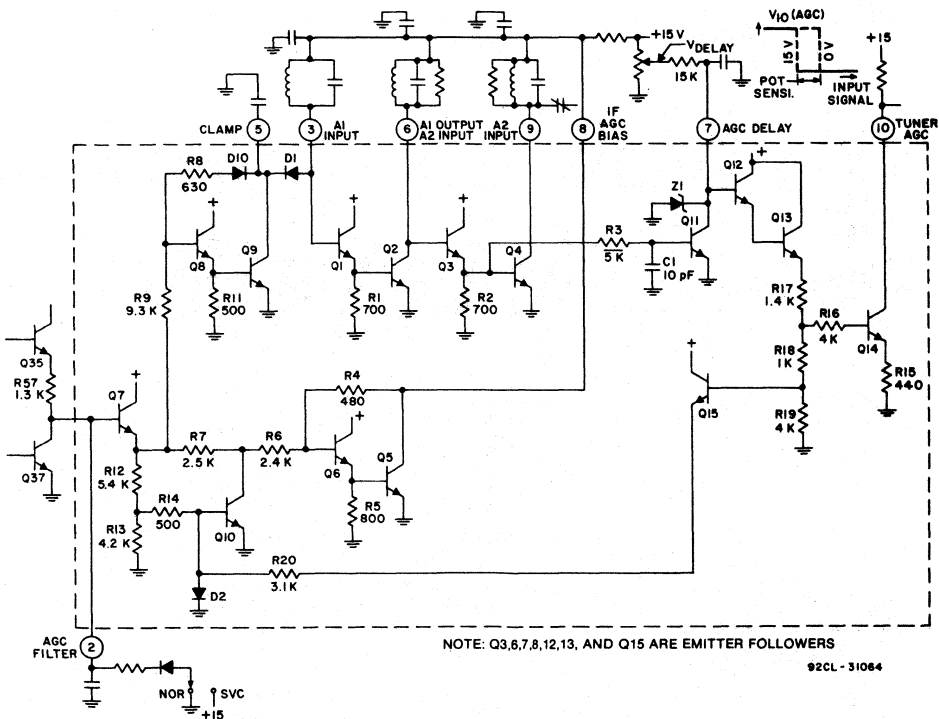 V10 (AGC)
15 V
0 V
POT
SENSI.
INPUT
SIGNAL
+15
+15 V
VDELAY
15K
CLAMP 5
3 A1
INPUT
6 A1 OUTPUT
A2 INPUT
A2 9
INPUT
8 IF
AGC
BIAS
7 AGC DELAY
10 TUNER
AGC
R8
630
D10
D1
+
Q8
Q9
R11
500
R9
9.3 K
+
Q1
Q2
R1
700
+
Q3
Q4
R2
700
R3
5 K
C1
10 pF
Z1
Q11
Q12
+
Q13
R17
1.4 K
R16
4K
R18
1K
Q14
R15
440
R19
4 K
+
Q15
Q35
R57
1.3 K
Q37
Q7
+
R7
2.5 K
R6
2.4 K
R4
480
+
Q6
Q5
R5
800
R12
5.4 K
R14
500
R13
4.2 K
Q10
R20
3.1 K
D2
AGC
FILTER
2
NOR
SVC
+15
NOTE: Q3,6,7,8,12,13, AND Q15 ARE EMITTER FOLLOWERS
92CL-31064